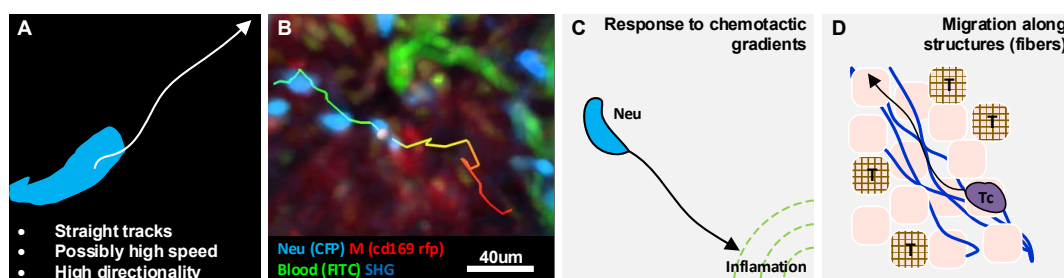 A
• Straight tracks
• Possibly high speed
• High directionality
B
Neu (CFP) M (cd169 rfp)
Blood (FITC) SHG
40um
C
Response to chemotactic
gradients
Neu
Inflamation
D
Migration along
structures (fibers)
T
T
T
Tc
T